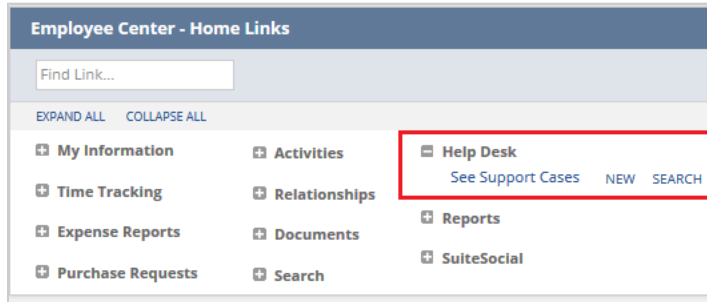 Employee Center - Home Links
Find Link...
EXPAND ALL COLLAPSE ALL
My Information
Time Tracking
Expense Reports
Purchase Requests
Activities
Relationships
Documents
Search
Help Desk
See Support Cases NEW SEARCH
Reports
SuiteSocial